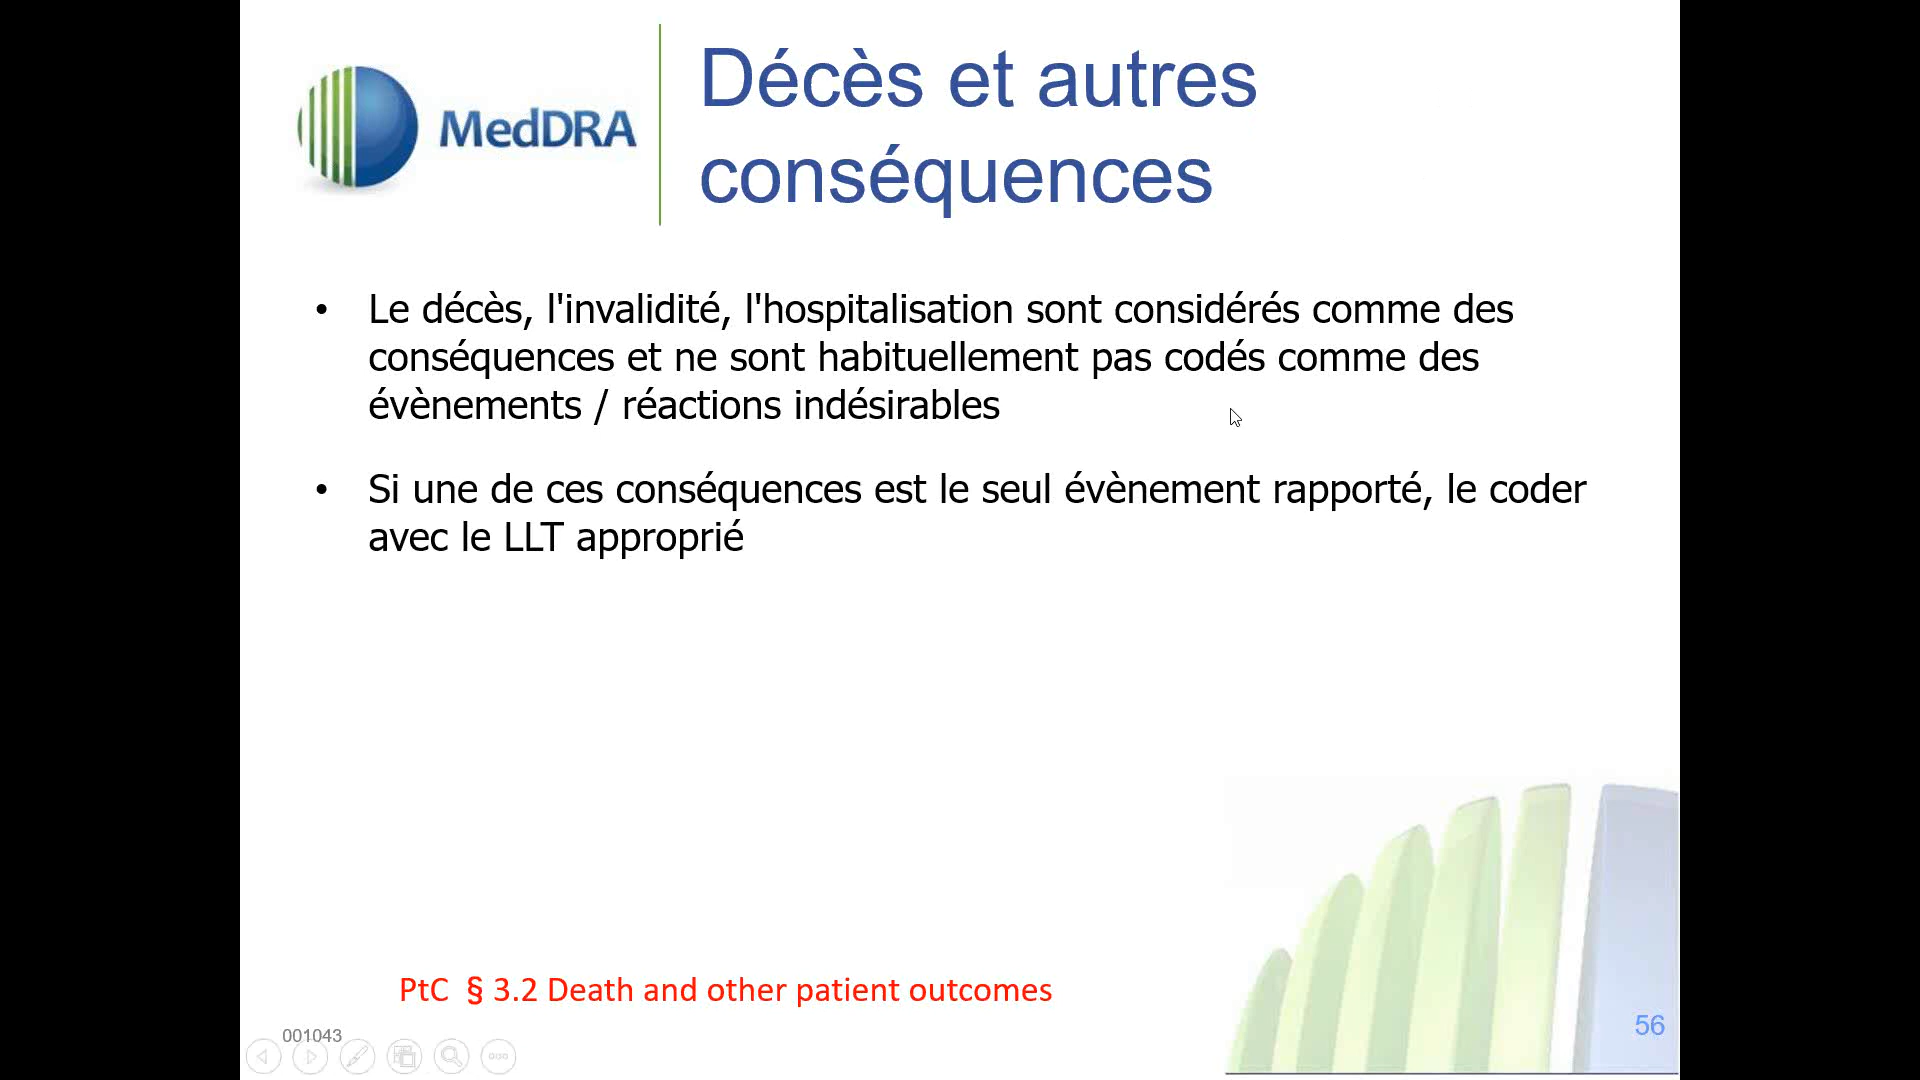 MedDRA
Décès et autres
conséquences
• Le décès, l'invalidité, l'hospitalisation sont considérés comme des
conséquences et ne sont habituellement pas codés comme des
évènements / réactions indésirables
• Si une de ces conséquences est le seul évènement rapporté, le coder
avec le LLT approprié
PtC § 3.2 Death and other patient outcomes
001043
56